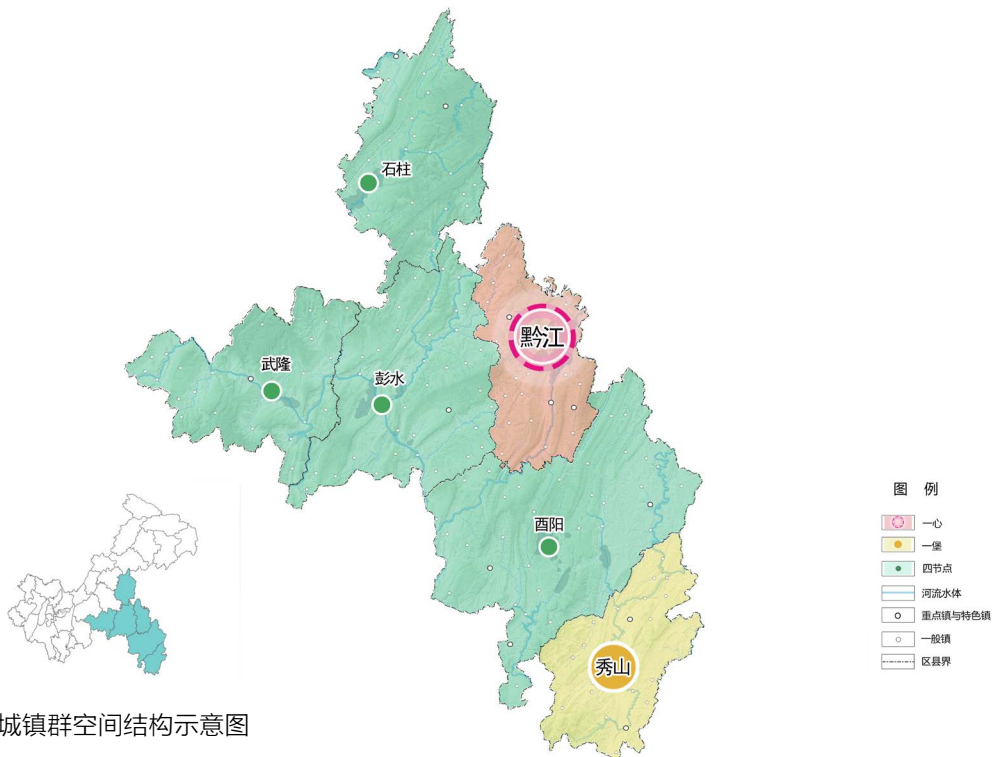 石柱
黔江
武隆
彭水
酉阳
秀山
图 例
一心
一堡
四节点
河流水体
重点镇与特色镇
一般镇
区县界
城镇群空间结构示意图